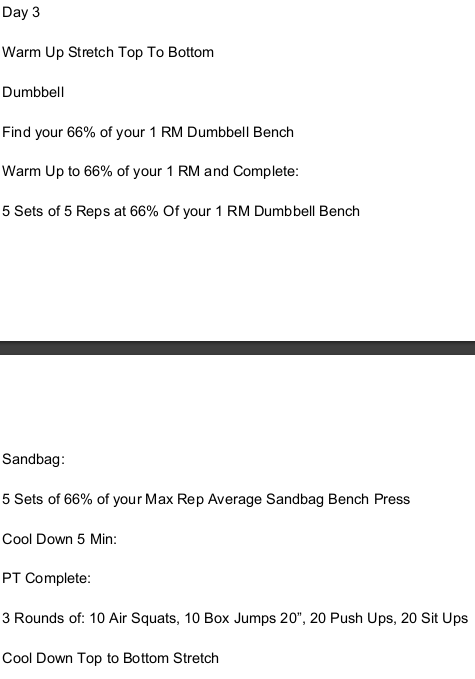 Day 3
Warm Up Stretch Top To Bottom
Dumbbell
Find your 66% of your 1 RM Dumbbell Bench
Warm Up to 66% of your 1 RM and Complete:
5 Sets of 5 Reps at 66% Of your 1 RM Dumbbell Bench
Sandbag:
5 Sets of 66% of your Max Rep Average Sandbag Bench Press
Cool Down 5 Min:
PT Complete:
3 Rounds of: 10 Air Squats, 10 Box Jumps 20”, 20 Push Ups, 20 Sit Ups
Cool Down Top to Bottom Stretch